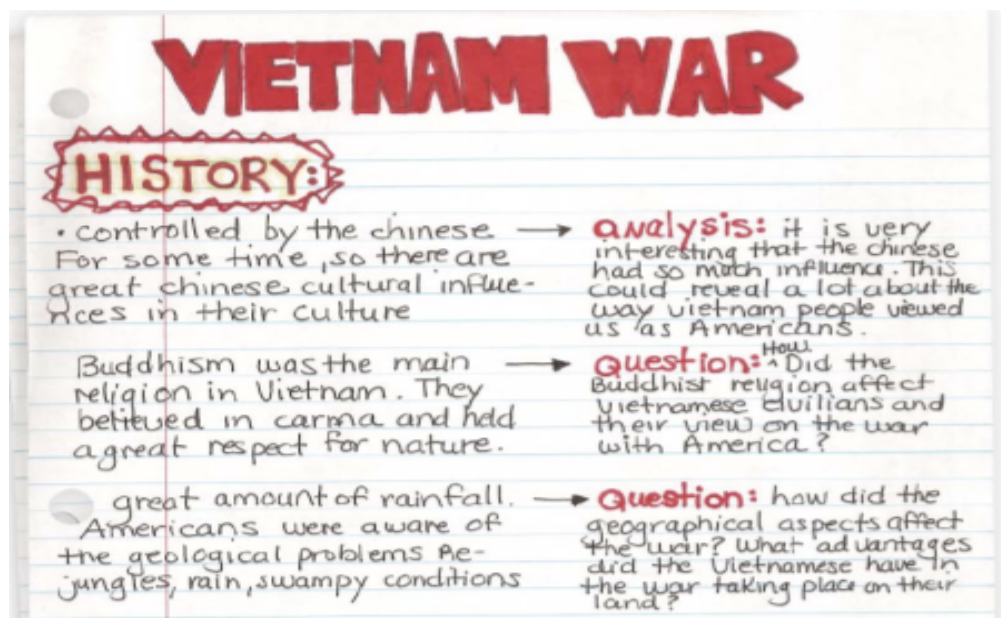 VIETNAM WAR
HISTORY:
• controlled by the chinese → analysis: it is very
For some time, so there are
great chinese cultural influe-
nces in their culture
interesting that the chinese
had so much influence. This
could reveal a lot about the
way vietnam people viewed
us as Americans.
Buddhism was the main → Question: How Did the
religion in Vietnam. They
believed in carma and held
a great respect for nature.
Buddhist religion affect
vietnamese civilians and
their view on the war
with America?
great amount of rainfall. → Question: how did the
Americans were aware of
the geological problems
jungles, rain, swampy conditions
geographical aspects affect
the war? What advantages
did the Vietnamese have in
the war taking place on their
land?